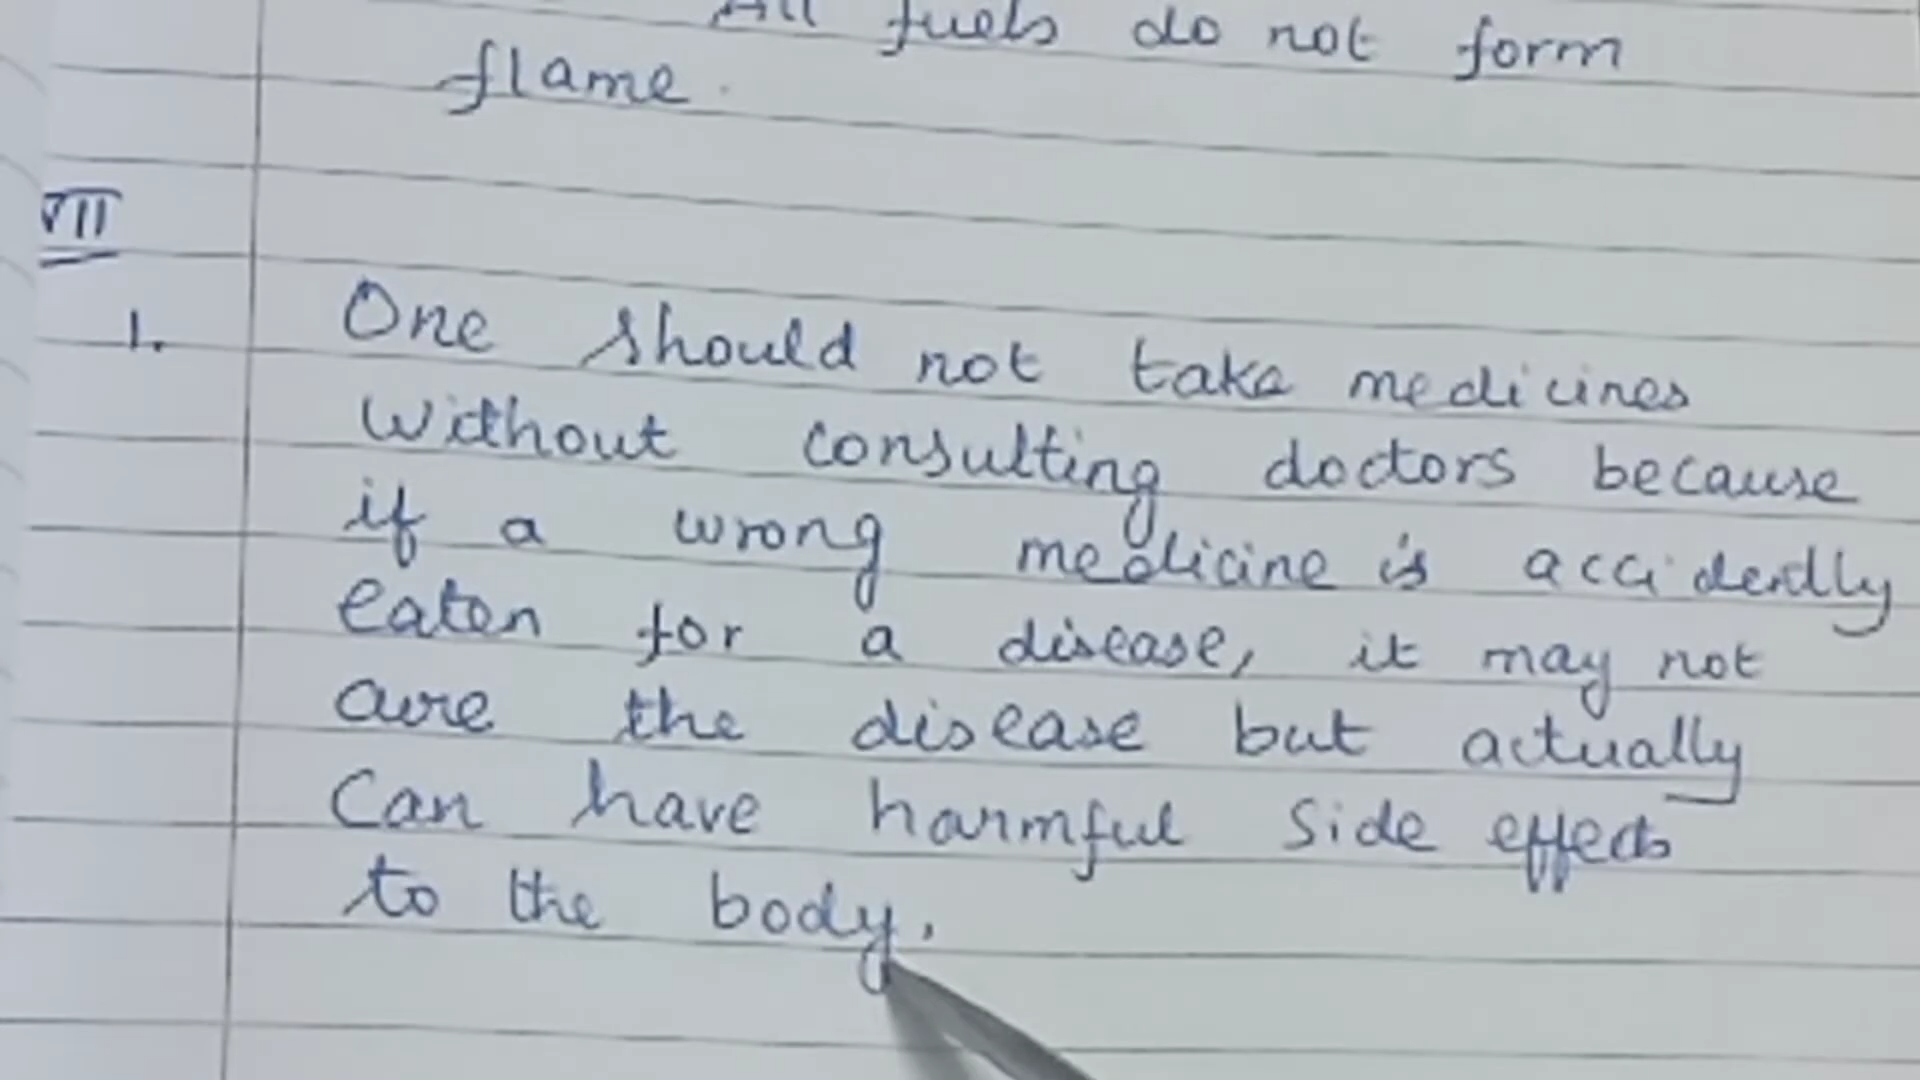 All fuels do not form
flame.
VII
1. One should not take medicines
without consulting doctors because
if a wrong medicine is accidently
eaten for a disease, it may not
cure the disease but actually
can have harmful side effects
to the body.